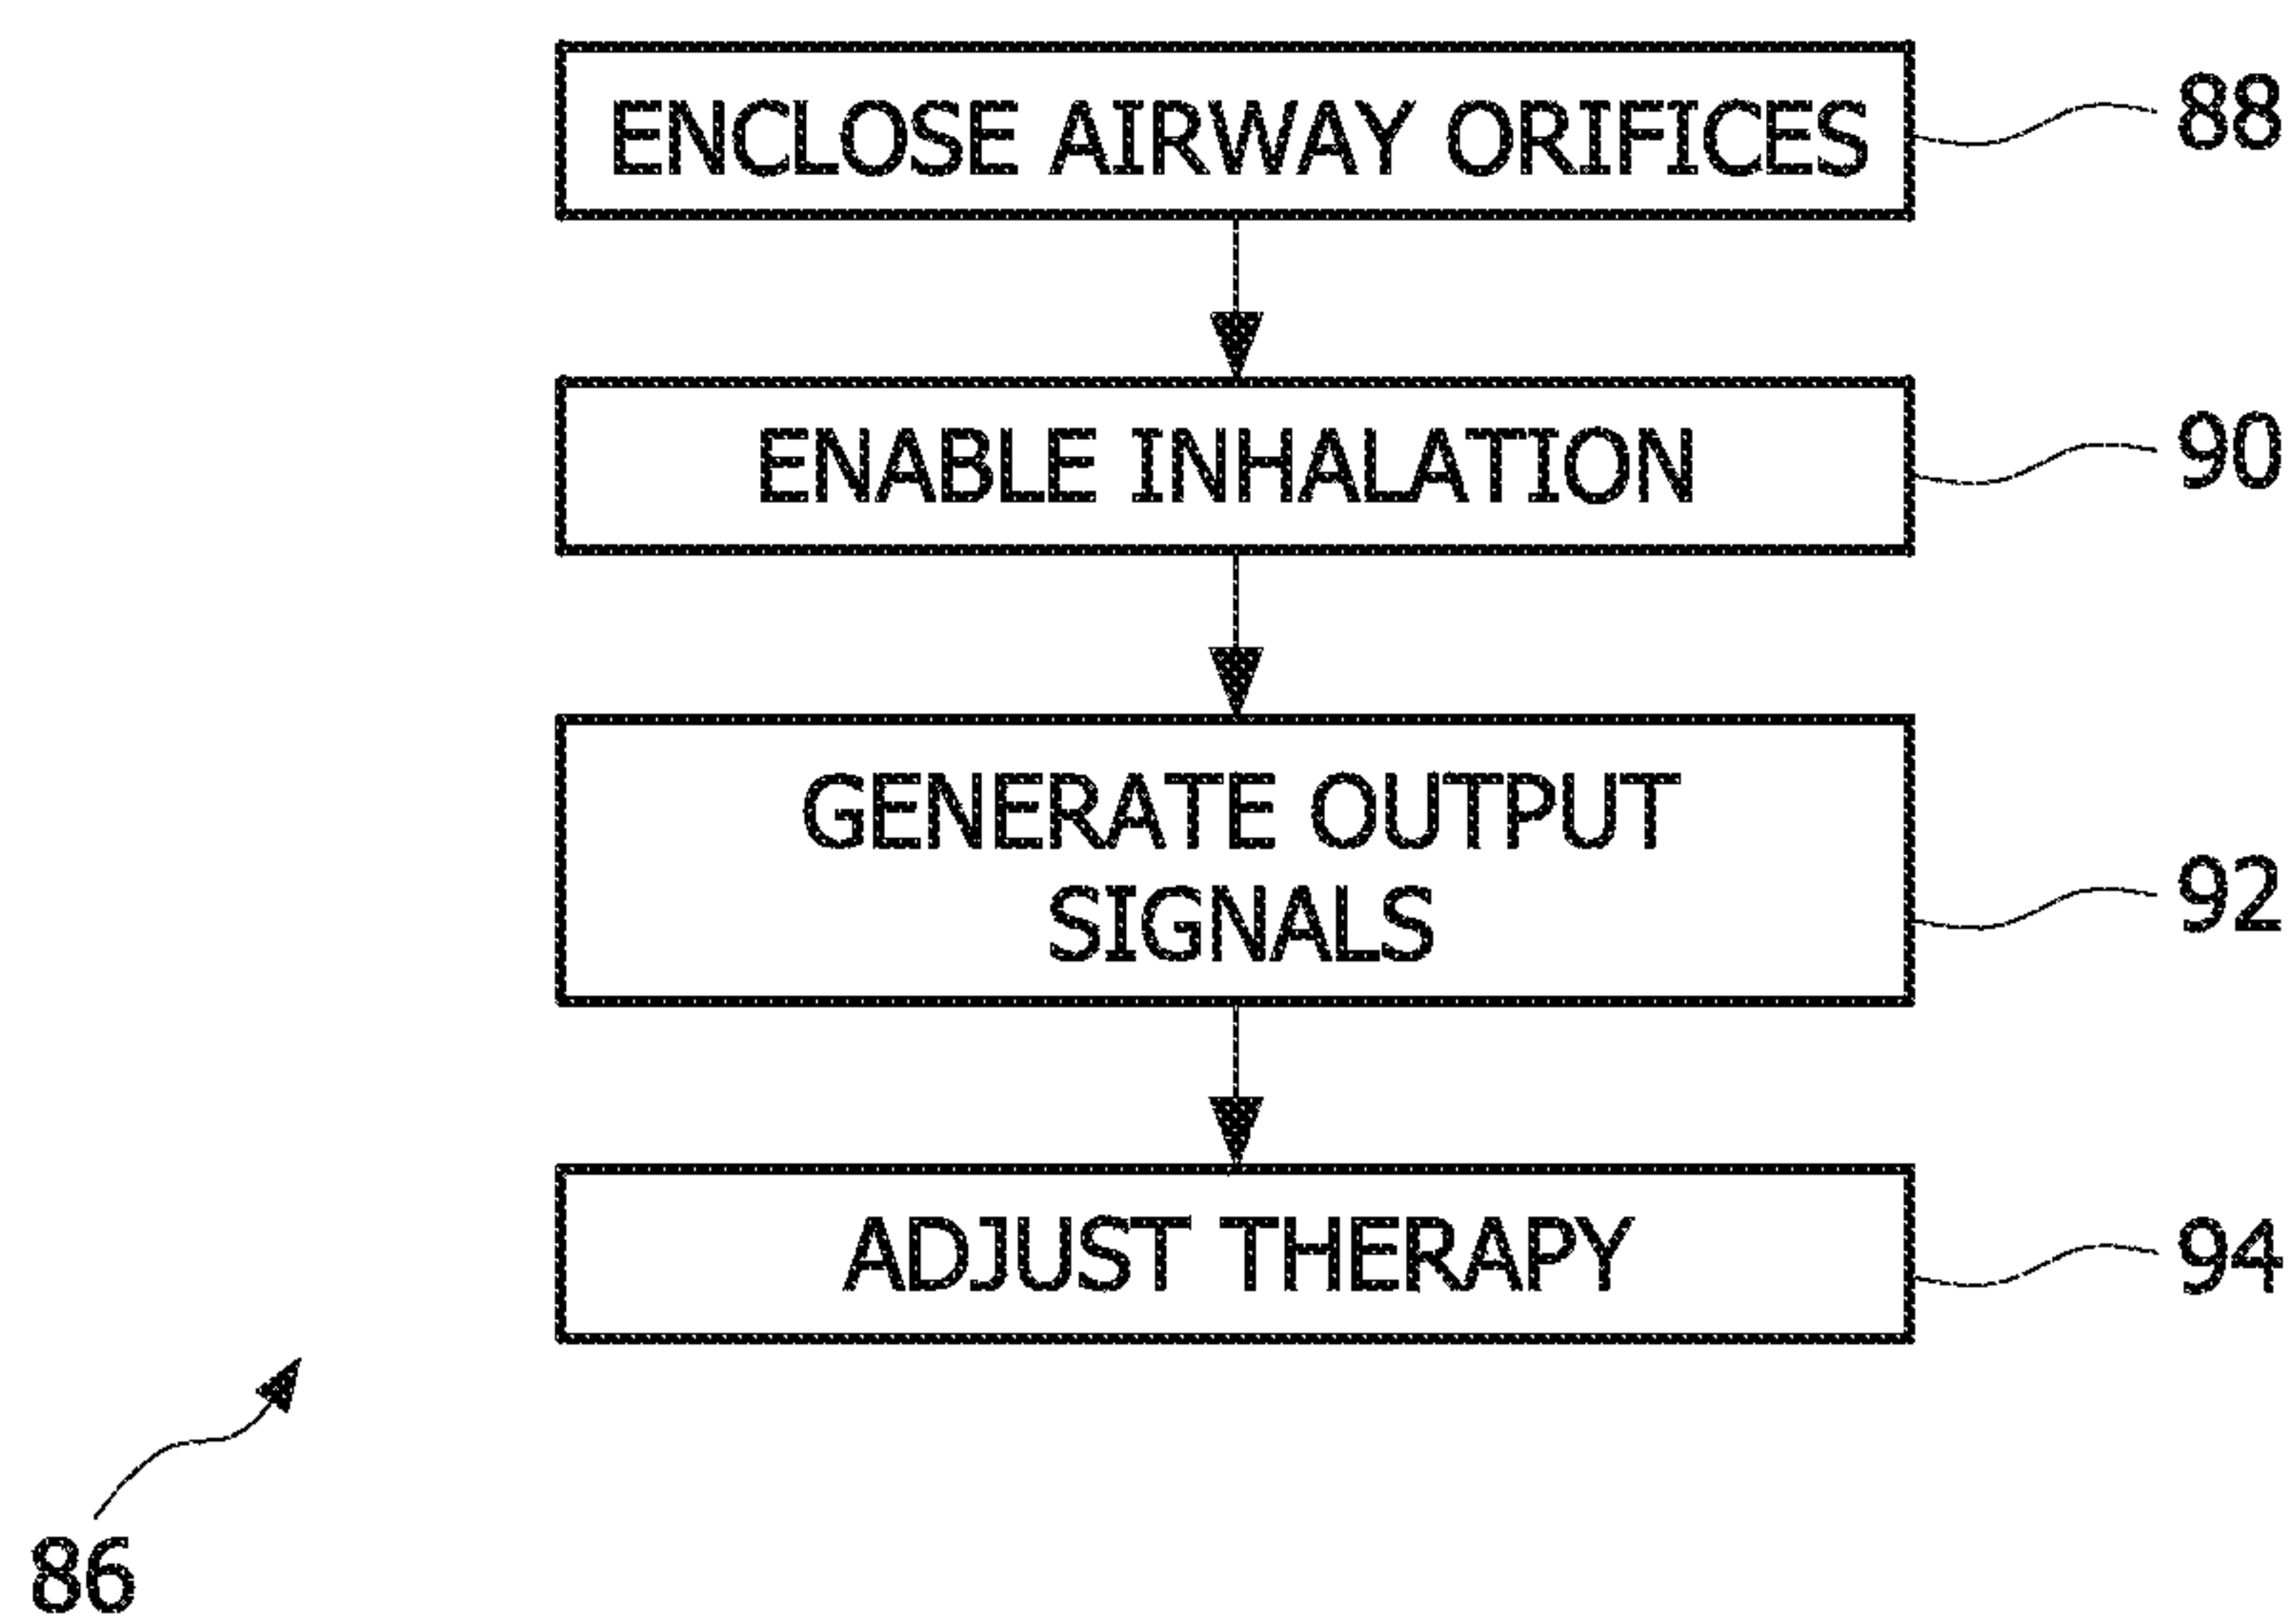 ENCLOSE AIRWAY ORIFICES
88
ENABLE INHALATION
90
GENERATE OUTPUT
SIGNALS
92
ADJUST THERAPY
94
86